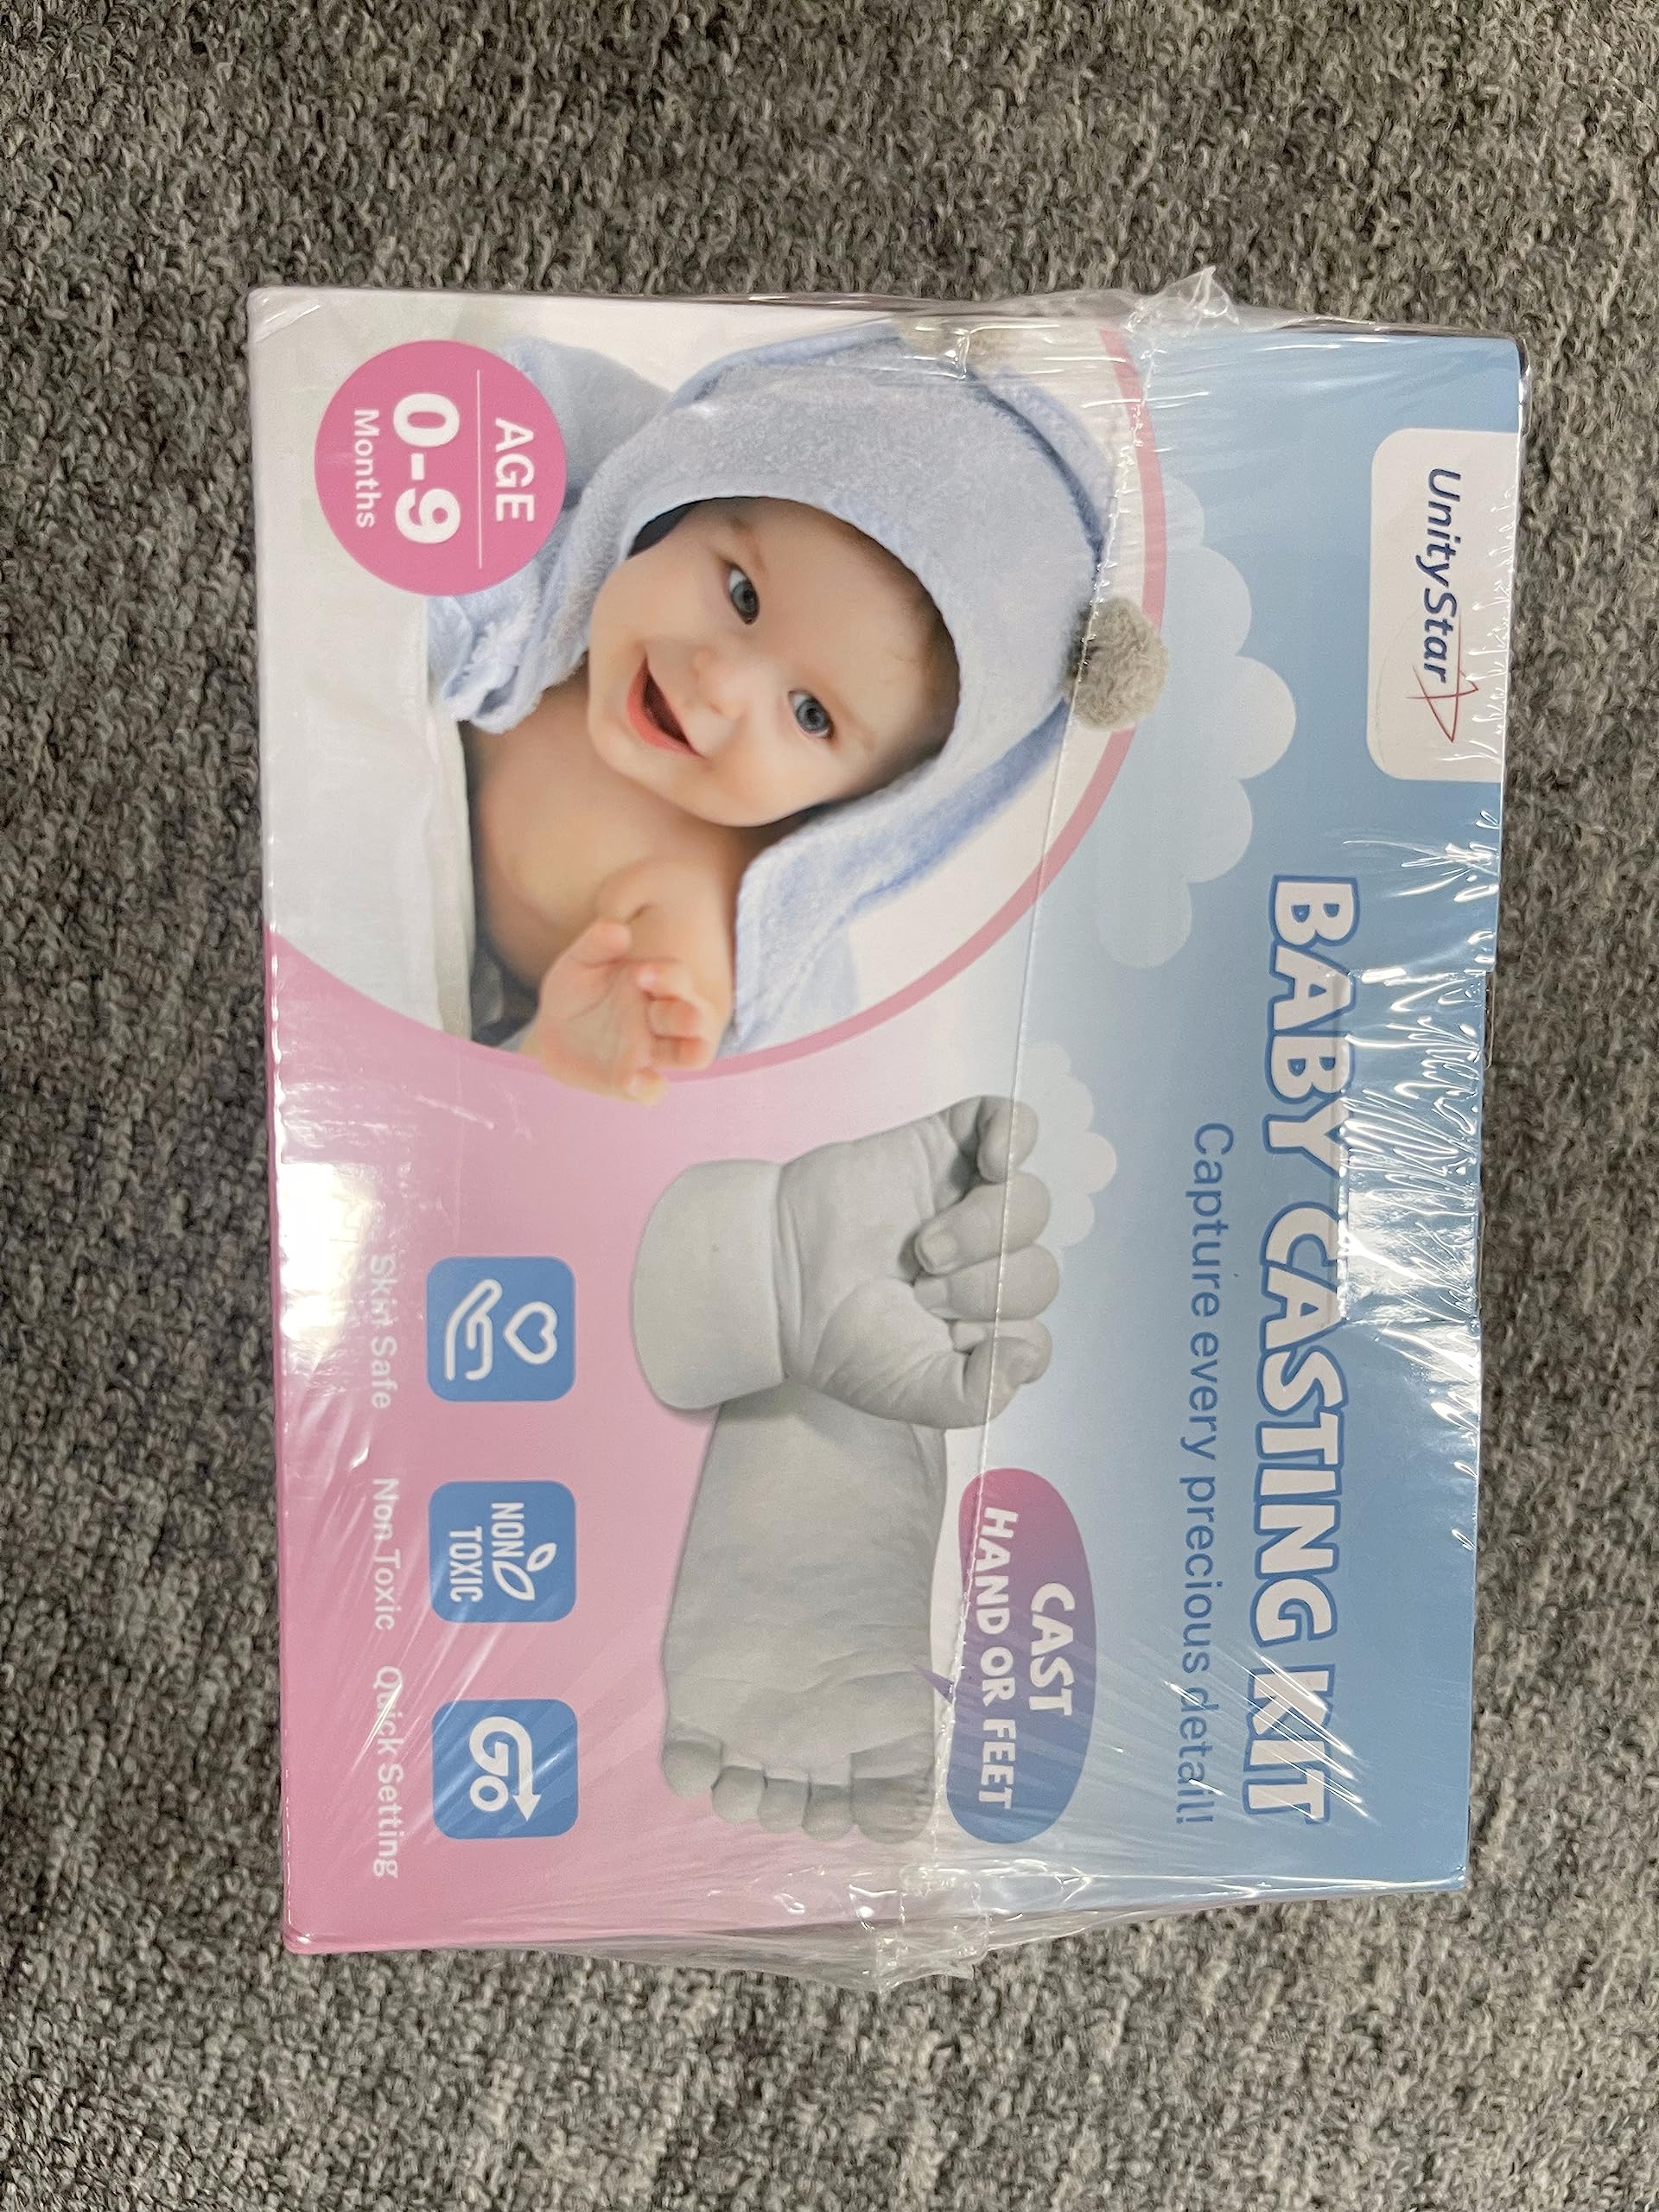 UnityStar
BABY CASTING KIT
Capture every precious detail!
CAST
HAND OR FEET
AGE
0-9
Months
NON
TOXIC
GO
Skin Safe
Non Toxic
Quick Setting